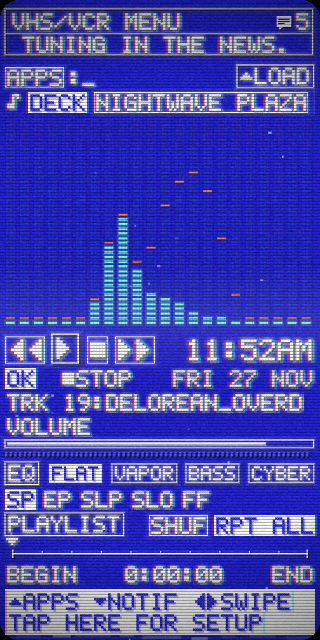 VHS/VCR MENU 5
TUNING IN THE NEWS.
APPS:_ LOAD
DECK NIGHTWAVE PLAZA
11:52AM
OK STOP FRI 27 NOV
TRK 19:DELOREAN_OVERD
VOLUME
EQ FLAT VAPOR BASS CYBER
SP EP SLP SLO FF
PLAYLIST SHUF RPT ALL
BEGIN 0:00:00 END
APPS NOTIF SWIPE
TAP HERE FOR SETUP